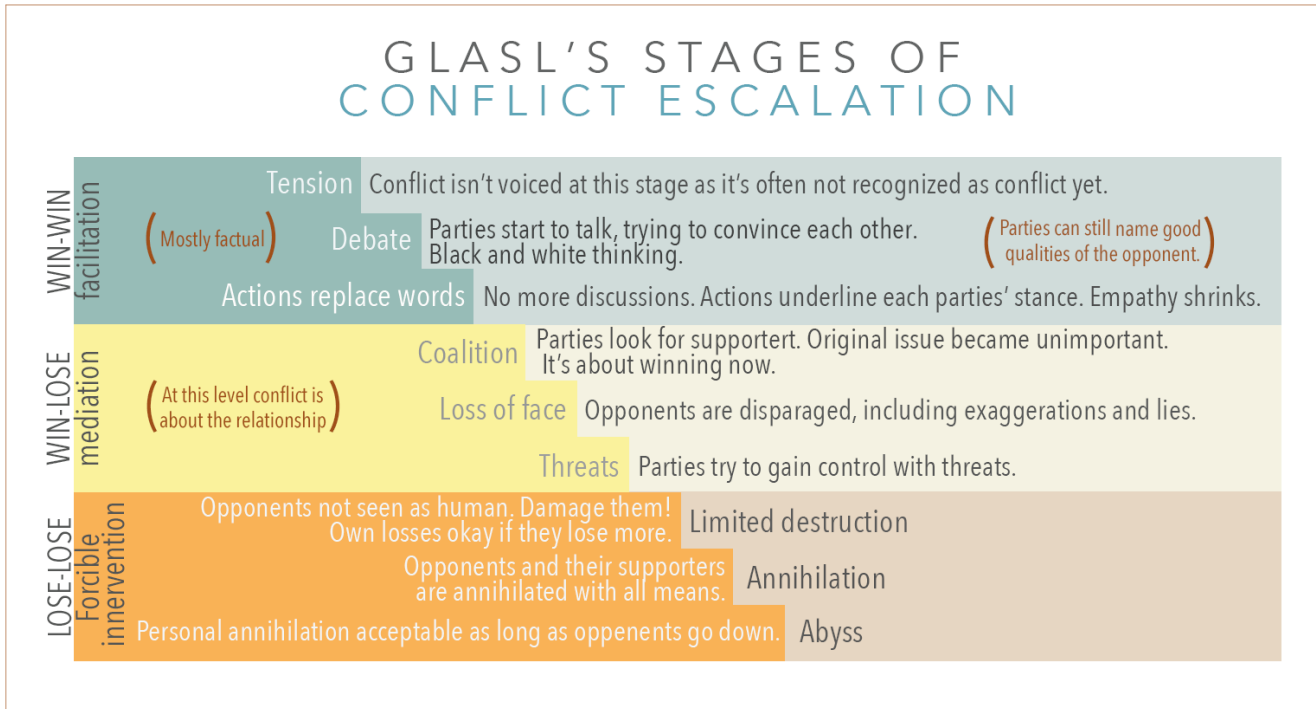 GLASL'S STAGES OF
CONFLICT ESCALATION
WIN-WIN
facilitation
Tension
Conflict isn't voiced at this stage as it's often not recognized as conflict yet.
(Mostly factual)
Debate
Parties start to talk, trying to convince each other.
Black and white thinking.
(Parties can still name good
qualities of the opponent.)
Actions replace words
No more discussions. Actions underline each parties' stance. Empathy shrinks.
WIN-LOSE
mediation
Coalition
Parties look for supportert. Original issue became unimportant.
It's about winning now.
(At this level conflict is
about the relationship)
Loss of face
Opponents are disparaged, including exaggerations and lies.
Threats
Parties try to gain control with threats.
LOSE-LOSE
Forcible
innervention
Opponents not seen as human. Damage them!
Own losses okay if they lose more.
Limited destruction
Opponents and their supporters
are annihilated with all means.
Annihilation
Personal annihilation acceptable as long as oppenents go down.
Abyss